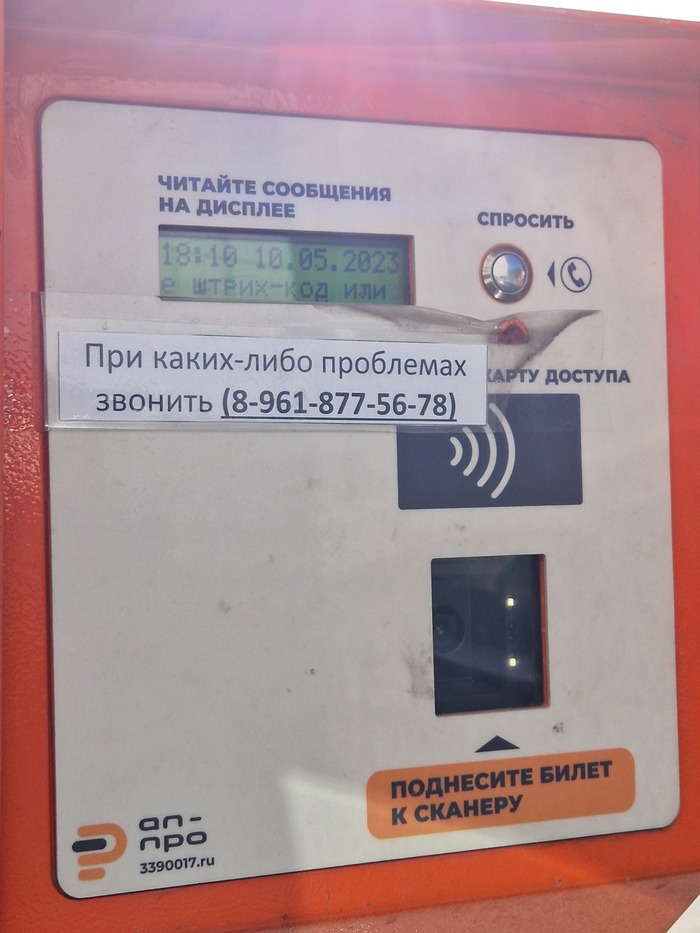 ЧИТАЙТЕ СООБЩЕНИЯ
НА ДИСПЛЕЕ
18:10 10.05.2023
е штрих-код или
СПРОСИТЬ
При каких-либо проблемах
звонить (8-961-877-56-78)
КАРТУ ДОСТУПА
ПОДНЕСИТЕ БИЛЕТ
К СКАНЕРУ
ап-
про
3390017.ru